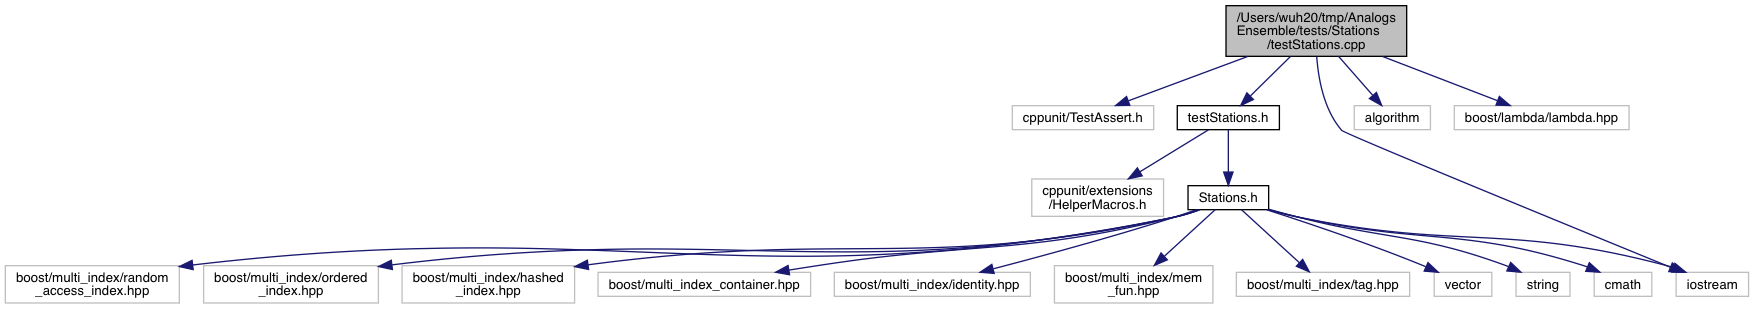 /Users/wuh20/tmp/Analogs
Ensemble/tests/Stations
/testStations.cpp
cppunit/TestAssert.h
testStations.h
algorithm
boost/lambda/lambda.hpp
cppunit/extensions
/HelperMacros.h
Stations.h
boost/multi_index/random
_access_index.hpp
boost/multi_index/ordered
_index.hpp
boost/multi_index/hashed
_index.hpp
boost/multi_index_container.hpp
boost/multi_index/identity.hpp
boost/multi_index/mem
_fun.hpp
boost/multi_index/tag.hpp
vector
string
cmath
iostream